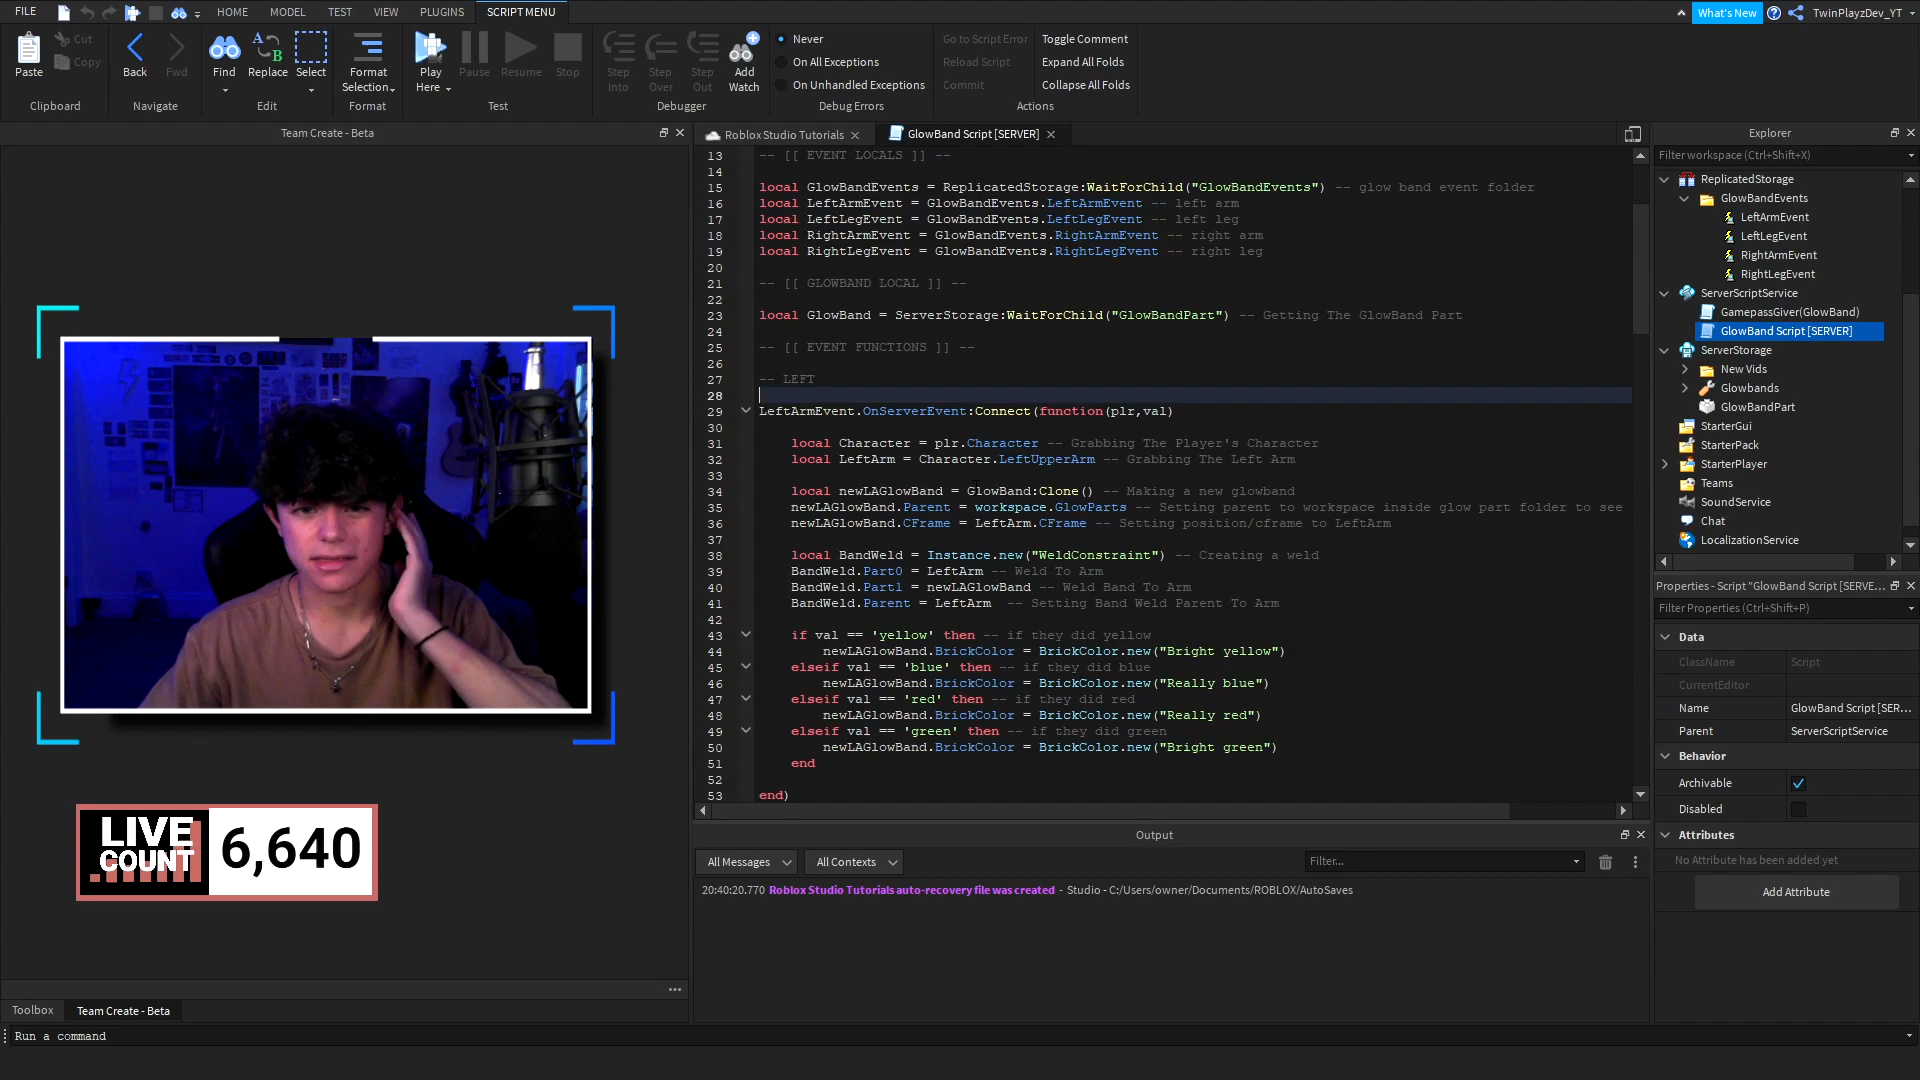 FILE
HOME
MODEL
TEST
VIEW
PLUGINS
SCRIPT MENU
What's New
TwinPlayzDev_YT
Paste
Cut
Copy
Clipboard
Back
Fwd
Navigate
Find
Replace
Select
Edit
Format
Selection
Format
Play
Here
Pause
Resume
Stop
Test
Step
Into
Step
Over
Step
Out
Add
Watch
Debugger
Never
On All Exceptions
On Unhandled Exceptions
Debug Errors
Go to Script Error
Reload Script
Commit
Toggle Comment
Expand All Folds
Collapse All Folds
Actions
Team Create - Beta
LIVE
COUNT
6,640
Toolbox
Team Create - Beta
Roblox Studio Tutorials
GlowBand Script [SERVER]
13 -- [[ EVENT LOCALS ]] --
14
15 local GlowBandEvents = ReplicatedStorage:WaitForChild("GlowBandEvents") -- glow band event folder
16 local LeftArmEvent = GlowBandEvents.LeftArmEvent -- left arm
17 local LeftLegEvent = GlowBandEvents.LeftLegEvent -- left leg
18 local RightArmEvent = GlowBandEvents.RightArmEvent -- right arm
19 local RightLegEvent = GlowBandEvents.RightLegEvent -- right leg
20
21 -- [[ GLOWBAND LOCAL ]] --
22
23 local GlowBand = ServerStorage:WaitForChild("GlowBandPart") -- Getting The GlowBand Part
24
25 -- [[ EVENT FUNCTIONS ]] --
26
27 -- LEFT
28
29 LeftArmEvent.OnServerEvent:Connect(function(plr,val)
30
31 local Character = plr.Character -- Grabbing The Player's Character
32 local LeftArm = Character.LeftUpperArm -- Grabbing The Left Arm
33
34 local newLAGlowBand = GlowBand:Clone() -- Making a new glowband
35 newLAGlowBand.Parent = workspace.GlowParts -- Setting parent to workspace inside glow part folder to see
36 newLAGlowBand.CFrame = LeftArm.CFrame -- Setting position/cframe to LeftArm
37
38 local BandWeld = Instance.new("WeldConstraint") -- Creating a weld
39 BandWeld.Part0 = LeftArm -- Weld To Arm
40 BandWeld.Part1 = newLAGlowBand -- Weld Band To Arm
41 BandWeld.Parent = LeftArm -- Setting Band Weld Parent To Arm
42
43 if val == 'yellow' then -- if they did yellow
44 newLAGlowBand.BrickColor = BrickColor.new("Bright yellow")
45 elseif val == 'blue' then -- if they did blue
46 newLAGlowBand.BrickColor = BrickColor.new("Really blue")
47 elseif val == 'red' then -- if they did red
48 newLAGlowBand.BrickColor = BrickColor.new("Really red")
49 elseif val == 'green' then -- if they did green
50 newLAGlowBand.BrickColor = BrickColor.new("Bright green")
51 end
52
53 end)
Output
All Messages
All Contexts
Filter...
20:40:20.770 Roblox Studio Tutorials auto-recovery file was created - Studio - C:/Users/owner/Documents/ROBLOX/AutoSaves
Explorer
Filter workspace (Ctrl+Shift+X)
ReplicatedStorage
GlowBandEvents
LeftArmEvent
LeftLegEvent
RightArmEvent
RightLegEvent
ServerScriptService
GamepassGiver(GlowBand)
GlowBand Script [SERVER]
ServerStorage
New Vids
Glowbands
GlowBandPart
StarterGui
StarterPack
StarterPlayer
Teams
SoundService
Chat
LocalizationService
Properties - Script "GlowBand Script [SERVE...
Filter Properties (Ctrl+Shift+P)
Data
ClassName Script
CurrentEditor
Name GlowBand Script [SER...
Parent ServerScriptService
Behavior
Archivable
Disabled
Attributes
No Attribute has been added yet
Add Attribute
Run a command